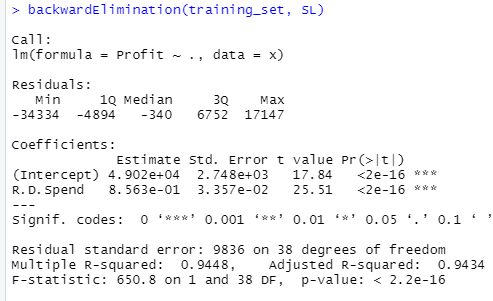 > backwardElimination(training_set, SL)
Call:
lm(formula = Profit ~ ., data = x)
Residuals:
   Min     1Q Median     3Q    Max
-34334  -4894   -340   6752  17147
Coefficients:
             Estimate Std. Error t value Pr(>|t|)
(Intercept) 4.902e+04  2.748e+03   17.84   <2e-16 ***
R.D.Spend   8.563e-01  3.357e-02   25.51   <2e-16 ***
---
Signif. codes:  0 ‘***’ 0.001 ‘**’ 0.01 ‘*’ 0.05 ‘.’ 0.1 ‘ ’
Residual standard error: 9836 on 38 degrees of freedom
Multiple R-squared:  0.9448,    Adjusted R-squared:  0.9434
F-statistic: 650.8 on 1 and 38 DF,  p-value: < 2.2e-16